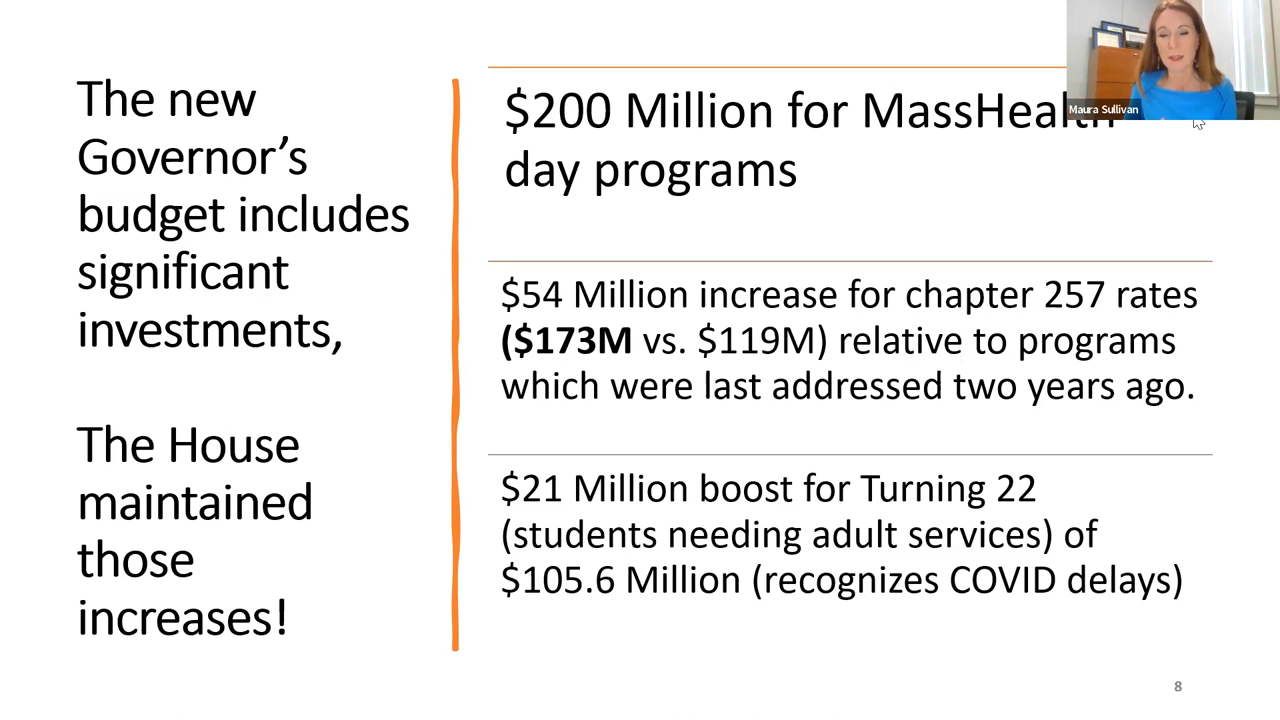 The new
Governor’s
budget includes
significant
investments,
The House
maintained
those
increases!
$200 Million for MassHealth
day programs
$54 Million increase for chapter 257 rates
($173M vs. $119M) relative to programs
which were last addressed two years ago.
$21 Million boost for Turning 22
(students needing adult services) of
$105.6 Million (recognizes COVID delays)
Maura Sullivan
8